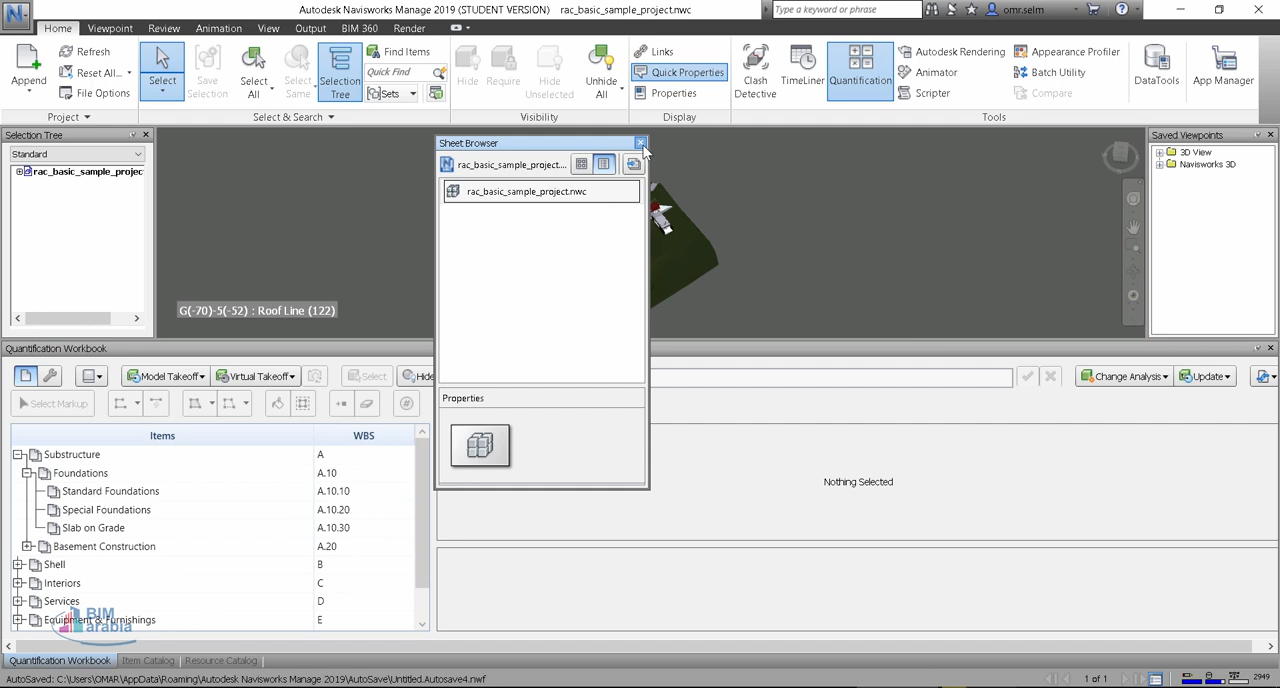 Autodesk Navisworks Manage 2019 (STUDENT VERSION) rac_basic_sample_project.nwc
Type a keyword or phrase
omr.selm
N
Home Viewpoint Review Animation View Output BIM 360 Render
Append
Refresh
Reset All...
File Options
Project
Select
Save Selection
Select All
Select Same
Selection Tree
Find Items
Quick Find
Sets
Select & Search
Hide
Require
Hide Unselected
Unhide All
Visibility
Links
Quick Properties
Properties
Display
Clash Detective
TimeLiner
Quantification
Autodesk Rendering
Animator
Scripter
Appearance Profiler
Batch Utility
Compare
DataTools
App Manager
Tools
Selection Tree
Standard
rac_basic_sample_projec
G(-70)-5(-52) : Roof Line (122)
Sheet Browser
rac_basic_sample_project....
rac_basic_sample_project.nwc
Properties
Saved Viewpoints
3D View
Navisworks 3D
Quantification Workbook
Model Takeoff
Virtual Takeoff
Select
Hide
Change Analysis
Update
Select Markup
Items WBS
Substructure A
Foundations A.10
Standard Foundations A.10.10
Special Foundations A.10.20
Slab on Grade A.10.30
Basement Construction A.20
Shell B
Interiors C
Services D
Equipment & Furnishings E
BIM
arabia
Nothing Selected
Quantification Workbook Item Catalog Resource Catalog
AutoSaved: C:\Users\OMAR\AppData\Roaming\Autodesk Navisworks Manage 2019\AutoSave\Untitled.Autosave4.nwf
1 of 1
2949